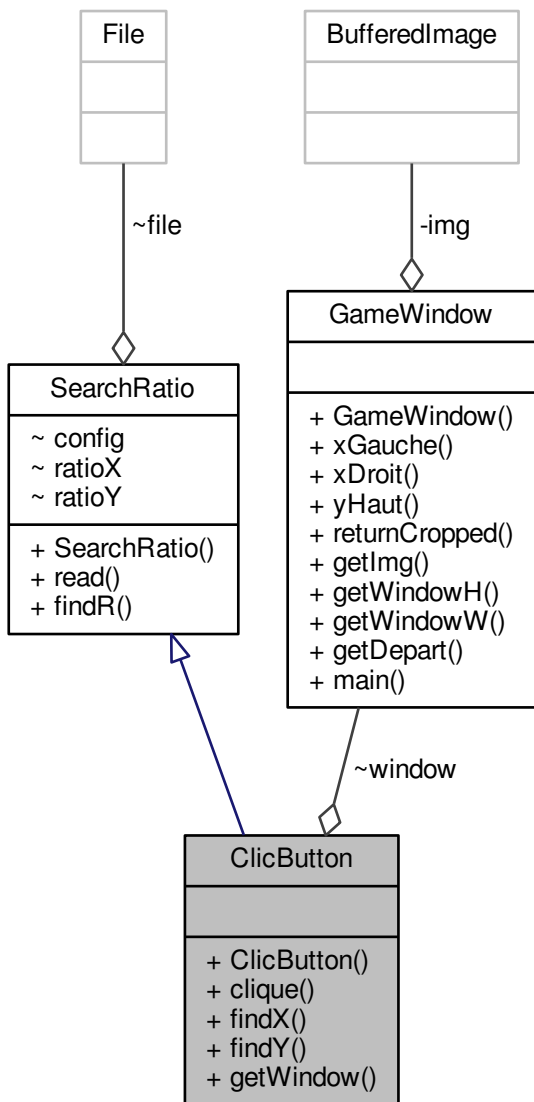 File
BufferedImage
~file
-img
GameWindow
+ GameWindow()
+ xGauche()
+ xDroit()
+ yHaut()
+ returnCropped()
+ getImg()
+ getWindowH()
+ getWindowW()
+ getDepart()
+ main()
SearchRatio
~ config
~ ratioX
~ ratioY
+ SearchRatio()
+ read()
+ findR()
~window
ClicButton
+ ClicButton()
+ clique()
+ findX()
+ findY()
+ getWindow()